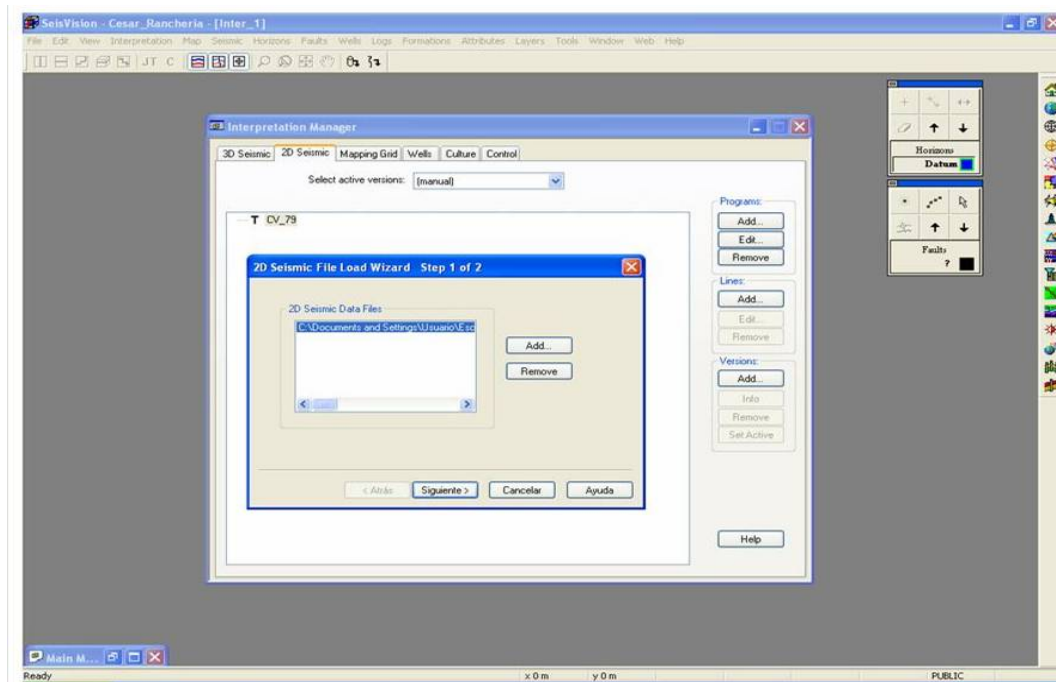 SeisVision - Cesar_Rancheria - [Inter_1]
File Edit View Interpretation Map Seismic Horizons Faults Wells Logs Formations Attributes Layers Tools Window Web Help
JT C
Interpretation Manager
3D Seismic 2D Seismic Mapping Grid Wells Culture Control
Select active versions: (manual)
T CV_79
2D Seismic File Load Wizard Step 1 of 2
2D Seismic Data Files
C:\Documents and Settings\Usuario\Esc
Add...
Remove
< Atrás Siguiente > Cancelar Ayuda
Programs:
Add...
Edit...
Remove
Lines:
Add...
Edit...
Remove
Versions:
Add...
Info
Remove
Set Active
Help
Horizons
Datum
Faults
?
Main M...
Ready x 0 m y 0 m PUBLIC